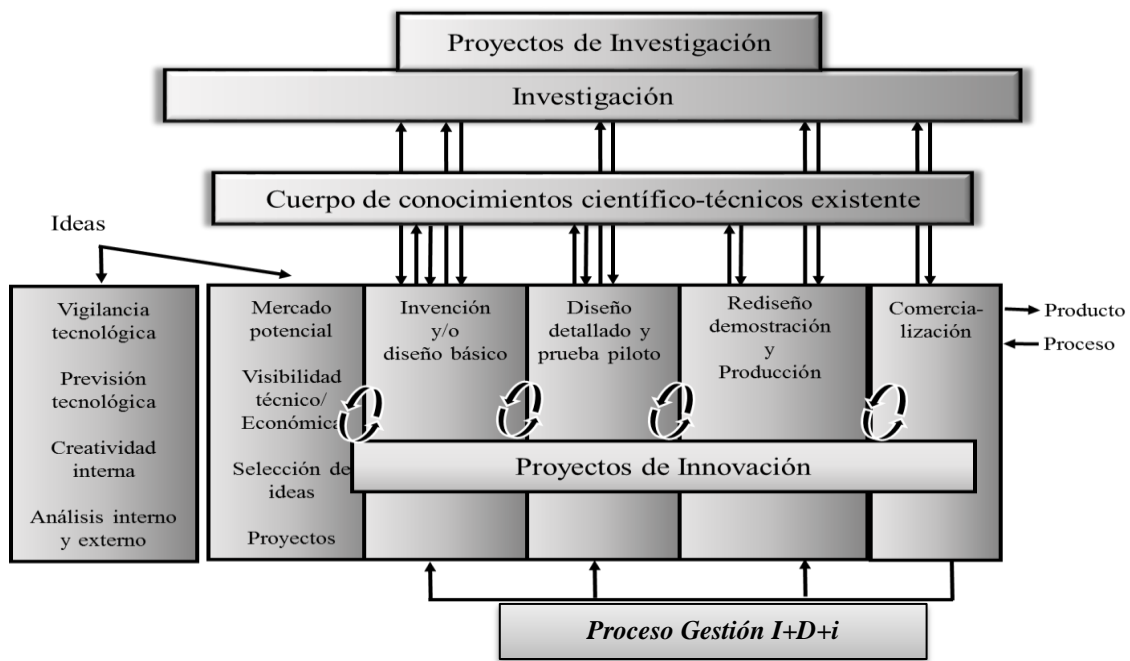 Proyectos de Investigación
Investigación
Cuerpo de conocimientos científico-técnicos existente
Ideas
Vigilancia
tecnológica
Previsión
tecnológica
Creatividad
interna
Análisis interno
y externo
Mercado
potencial
Visibilidad
técnico/
Económica
Selección de
ideas
Proyectos
Invención
y/o
diseño básico
Diseño
detallado y
prueba piloto
Rediseño
demostración
y
Producción
Comercia-
lización
Producto
Proceso
Proyectos de Innovación
Proceso Gestión I+D+i